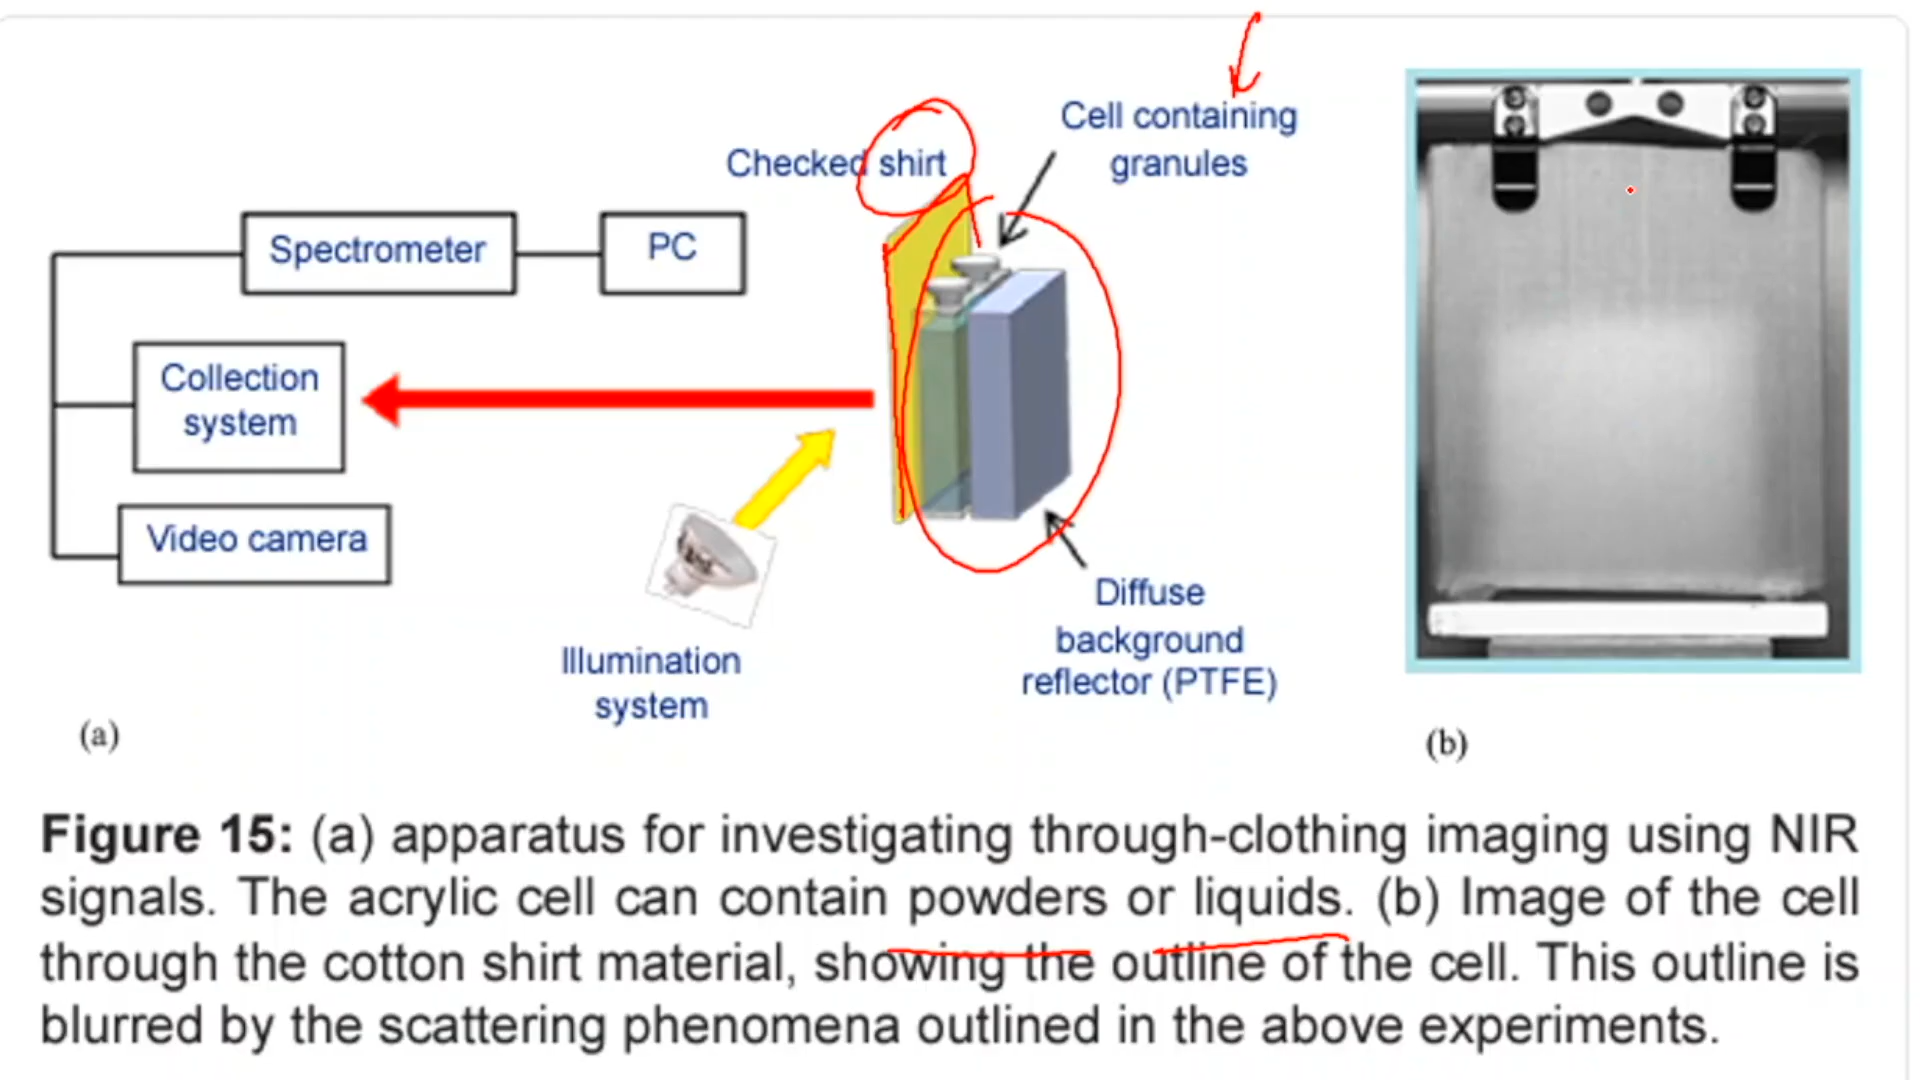 Checked shirt
Cell containing
granules
Spectrometer
PC
Collection
system
Video camera
Illumination
system
Diffuse
background
reflector (PTFE)
(a)
(b)
Figure 15: (a) apparatus for investigating through-clothing imaging using NIR
signals. The acrylic cell can contain powders or liquids. (b) Image of the cell
through the cotton shirt material, showing the outline of the cell. This outline is
blurred by the scattering phenomena outlined in the above experiments.